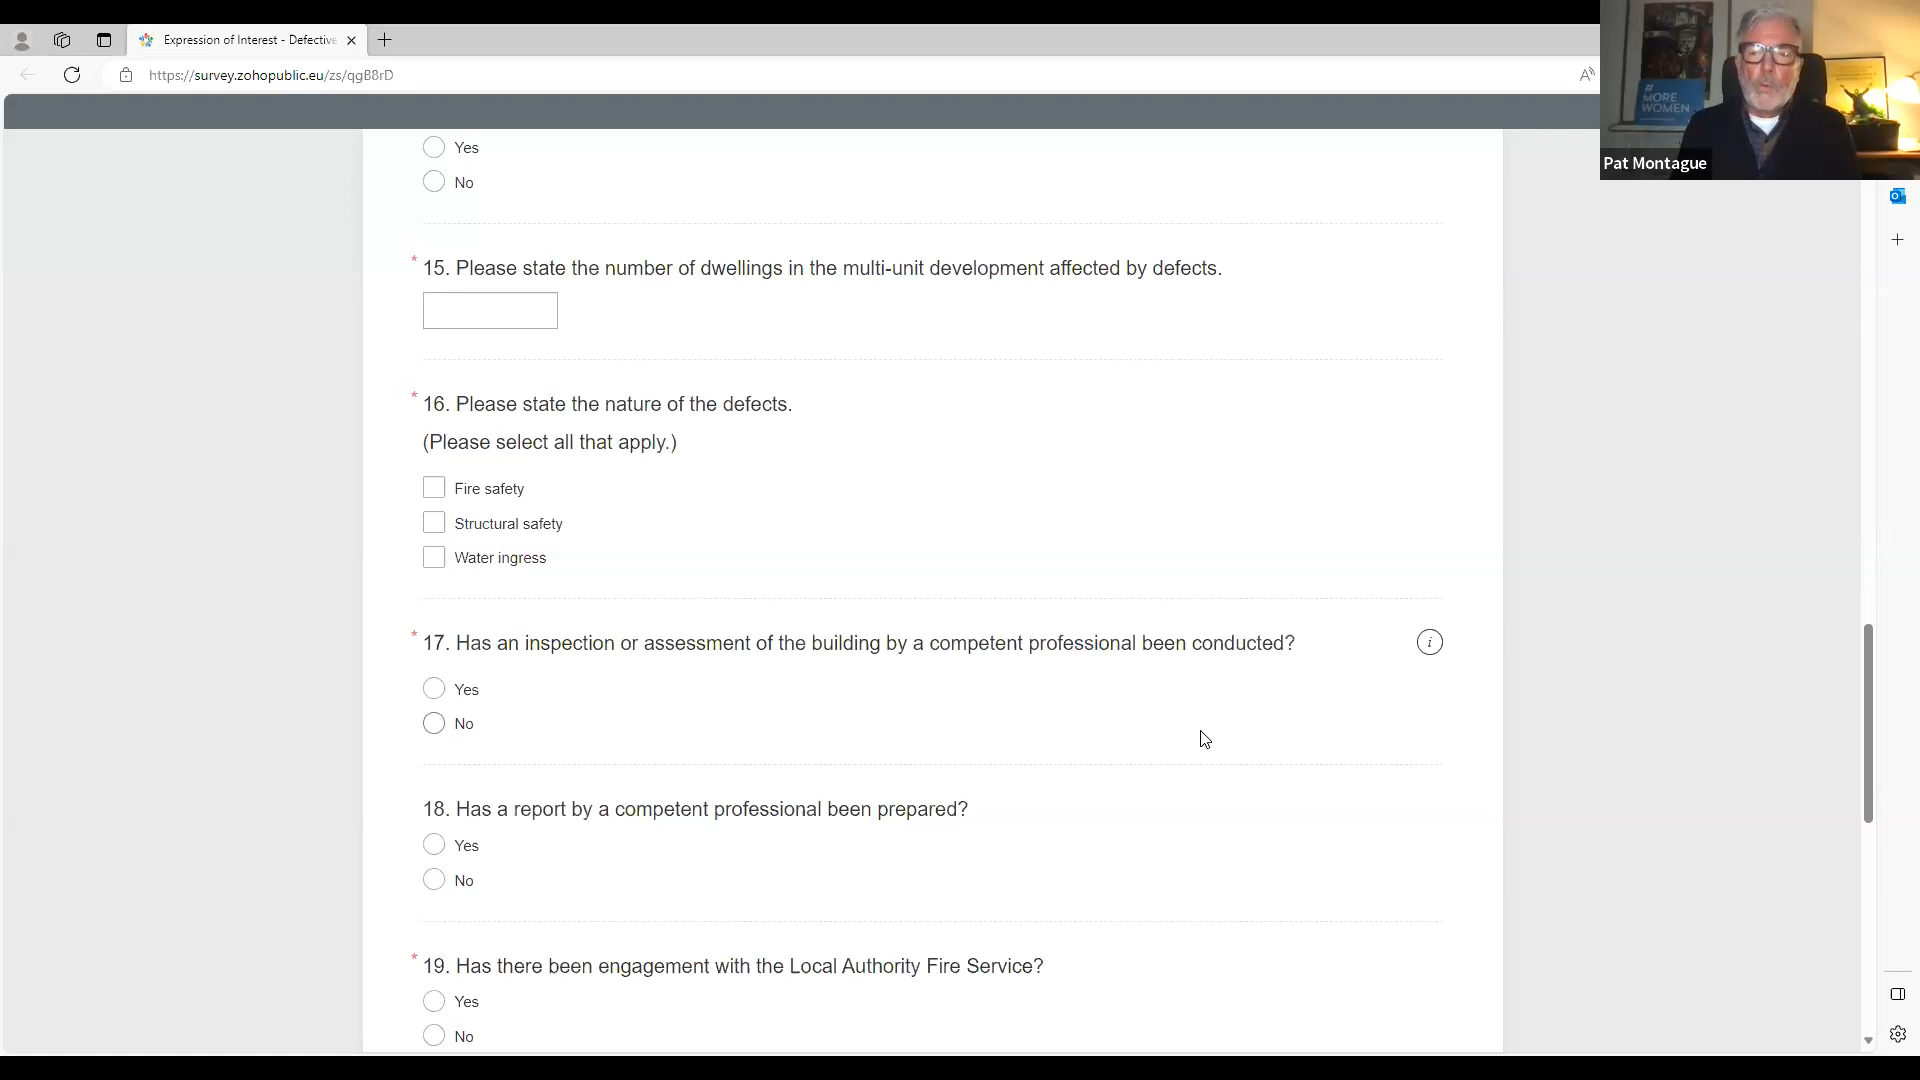 Expression of Interest - Defective
https://survey.zohopublic.eu/zs/qgB8rD
# MORE
WOMEN
Pat Montague
Yes
No
* 15. Please state the number of dwellings in the multi-unit development affected by defects.
* 16. Please state the nature of the defects.
(Please select all that apply.)
Fire safety
Structural safety
Water ingress
* 17. Has an inspection or assessment of the building by a competent professional been conducted?
Yes
No
18. Has a report by a competent professional been prepared?
Yes
No
* 19. Has there been engagement with the Local Authority Fire Service?
Yes
No